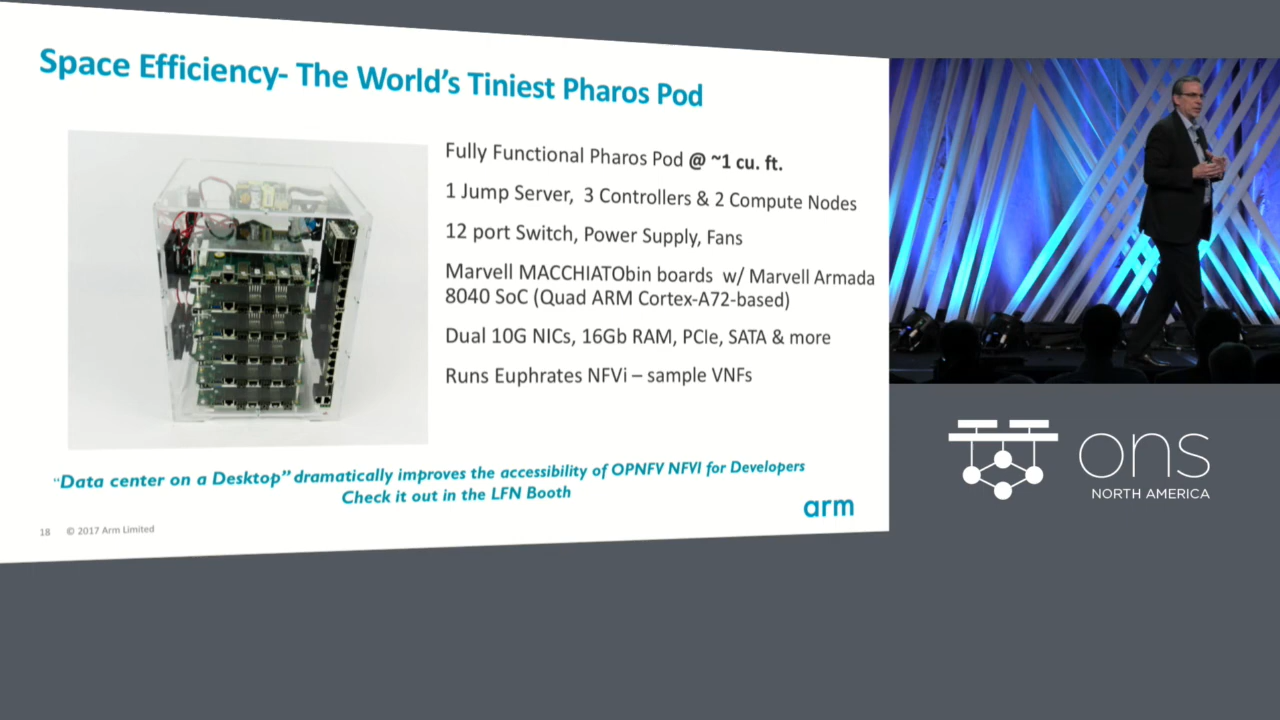 Space Efficiency- The World's Tiniest Pharos Pod
Fully Functional Pharos Pod @ ~1 cu. ft.
1 Jump Server, 3 Controllers & 2 Compute Nodes
12 port Switch, Power Supply, Fans
Marvell MACCHIATObin boards w/ Marvell Armada
8040 SoC (Quad ARM Cortex-A72-based)
Dual 10G NICs, 16Gb RAM, PCIe, SATA & more
Runs Euphrates NFVi – sample VNFs
"Data center on a Desktop" dramatically improves the accessibility of OPNFV NFVI for Developers
Check it out in the LFN Booth
18 © 2017 Arm Limited
arm
ons
NORTH AMERICA